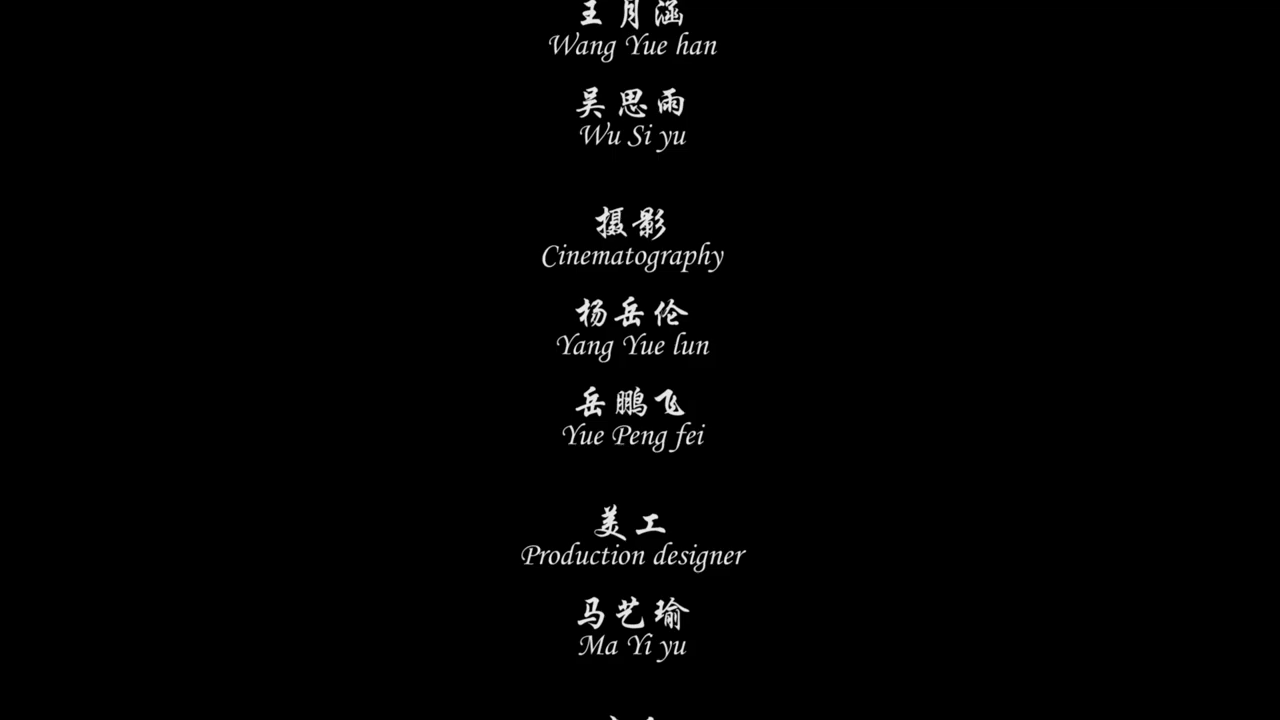 王月涵
Wang Yue han
吴思雨
Wu Si yu
摄影
Cinematography
杨岳伦
Yang Yue lun
岳鹏飞
Yue Peng fei
美工
Production designer
马艺瑜
Ma Yi yu